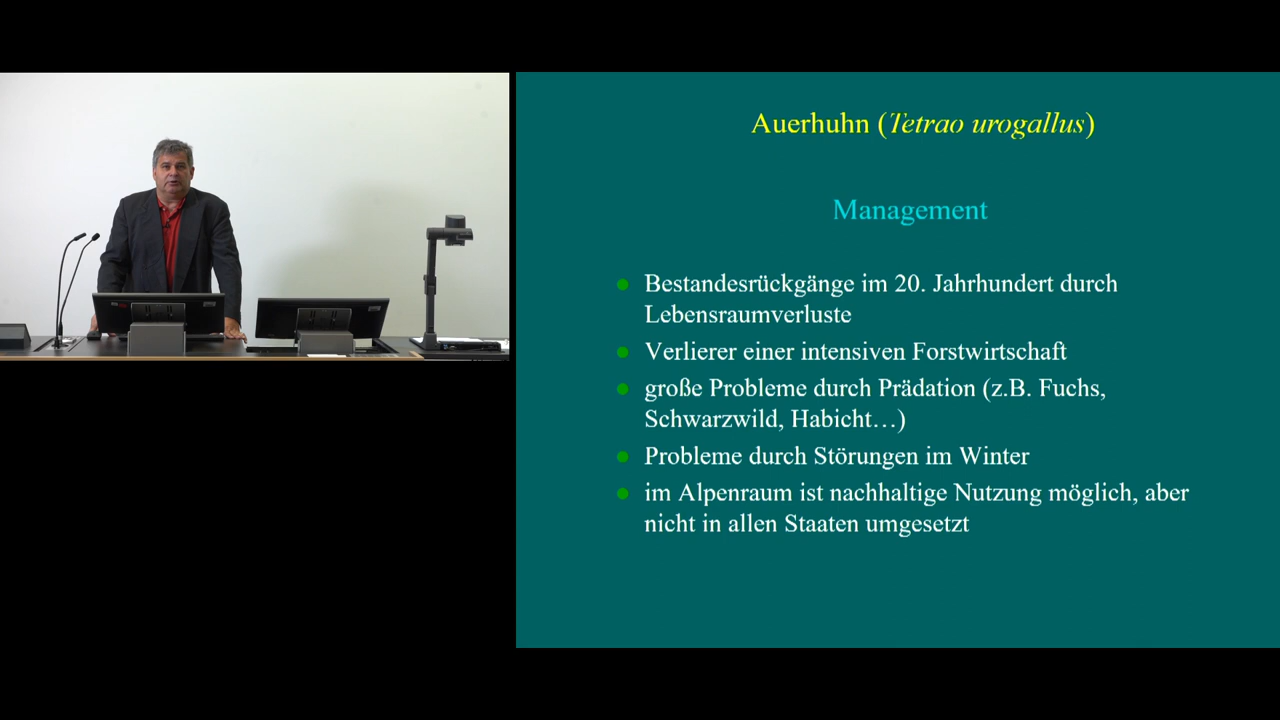 Auerhuhn (Tetrao urogallus)
Management
Bestandesrückgänge im 20. Jahrhundert durch
Lebensraumverluste
Verlierer einer intensiven Forstwirtschaft
große Probleme durch Prädation (z.B. Fuchs,
Schwarzwild, Habicht…)
Probleme durch Störungen im Winter
im Alpenraum ist nachhaltige Nutzung möglich, aber
nicht in allen Staaten umgesetzt